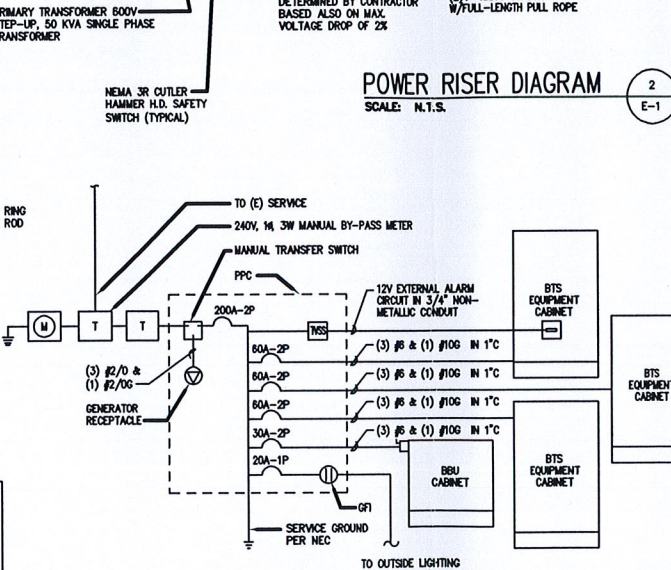 RIMARY TRANSFORMER 600V
TEP-UP, 50 KVA SINGLE PHASE
RANSFORMER
DETERMINED BY CONTRACTOR
BASED ALSO ON MAX.
VOLTAGE DROP OF 2%
W/FULL-LENGTH PULL ROPE
NEMA 3R CUTLER
HAMMER H.D. SAFETY
SWITCH (TYPICAL)
POWER RISER DIAGRAM
SCALE: N.T.S.
2
E-1
RING
ROD
TO (E) SERVICE
240V, 1ø, 3W MANUAL BY-PASS METER
MANUAL TRANSFER SWITCH
PPC
12V EXTERNAL ALARM
CIRCUIT IN 3/4" NON-
METALLIC CONDUIT
BTS
EQUIPMENT
CABINET
M
T
T
200A-2P
TVSS
60A-2P
(3) #6 & (1) #10G IN 1"C
60A-2P
(3) #6 & (1) #10G IN 1"C
60A-2P
(3) #6 & (1) #10G IN 1"C
30A-2P
(3) #6 & (1) #10G IN 1"C
20A-1P
(3) #2/0 &
(1) #2/0G
GENERATOR
RECEPTACLE
BTS
EQUIPMEN
CABINET
BBU
CABINET
BTS
EQUIPMENT
CABINET
GFI
SERVICE GROUND
PER NEC
TO OUTSIDE LIGHTING